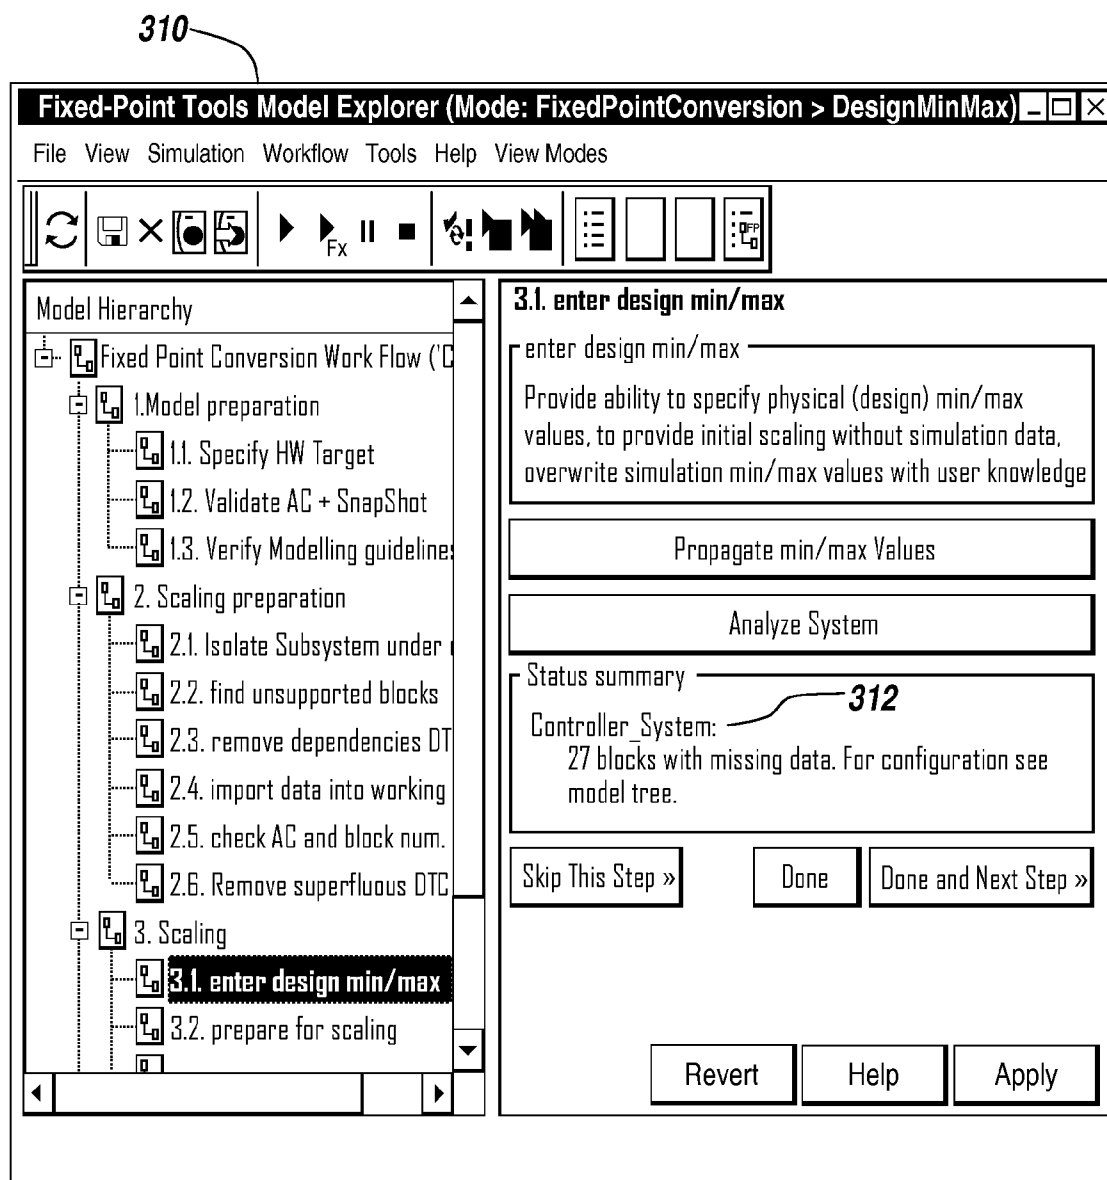 310
Fixed-Point Tools Model Explorer (Mode: FixedPointConversion > DesignMinMax)
File View Simulation Workflow Tools Help View Modes
Fx
FP
Model Hierarchy
Fixed Point Conversion Work Flow ('C
1.Model preparation
1.1. Specify HW Target
1.2. Validate AC + SnapShot
1.3. Verify Modelling guidelines
2. Scaling preparation
2.1. Isolate Subsystem under
2.2. find unsupported blocks
2.3. remove dependencies DT
2.4. import data into working
2.5. check AC and block num.
2.6. Remove superfluous DTC
3. Scaling
3.1. enter design min/max
3.2. prepare for scaling
3.1. enter design min/max
enter design min/max
Provide ability to specify physical (design) min/max
values, to provide initial scaling without simulation data,
overwrite simulation min/max values with user knowledge
Propagate min/max Values
Analyze System
Status summary
312
Controller_System:
27 blocks with missing data. For configuration see
model tree.
Skip This Step »
Done
Done and Next Step »
Revert
Help
Apply